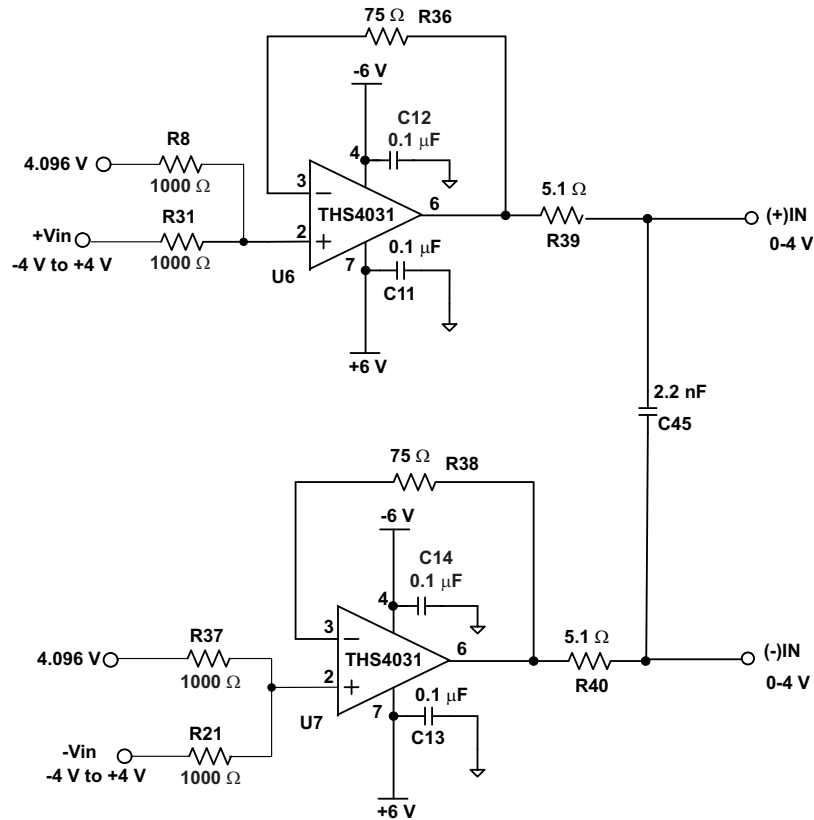 75 Ω R36
-6 V
C12
0.1 µF
4
R8
4.096 V
1000 Ω
3
−
THS4031
6
5.1 Ω
(+)IN
R31
+Vin
2
+
R39
0-4 V
-4 V to +4 V
1000 Ω
U6
7
0.1 µF
C11
+6 V
2.2 nF
C45
75 Ω R38
-6 V
C14
0.1 µF
4
R37
3
−
4.096 V
THS4031
6
5.1 Ω
(-)IN
1000 Ω
2
+
R40
0-4 V
R21
U7
7
0.1 µF
C13
-Vin
-4 V to +4 V
1000 Ω
+6 V